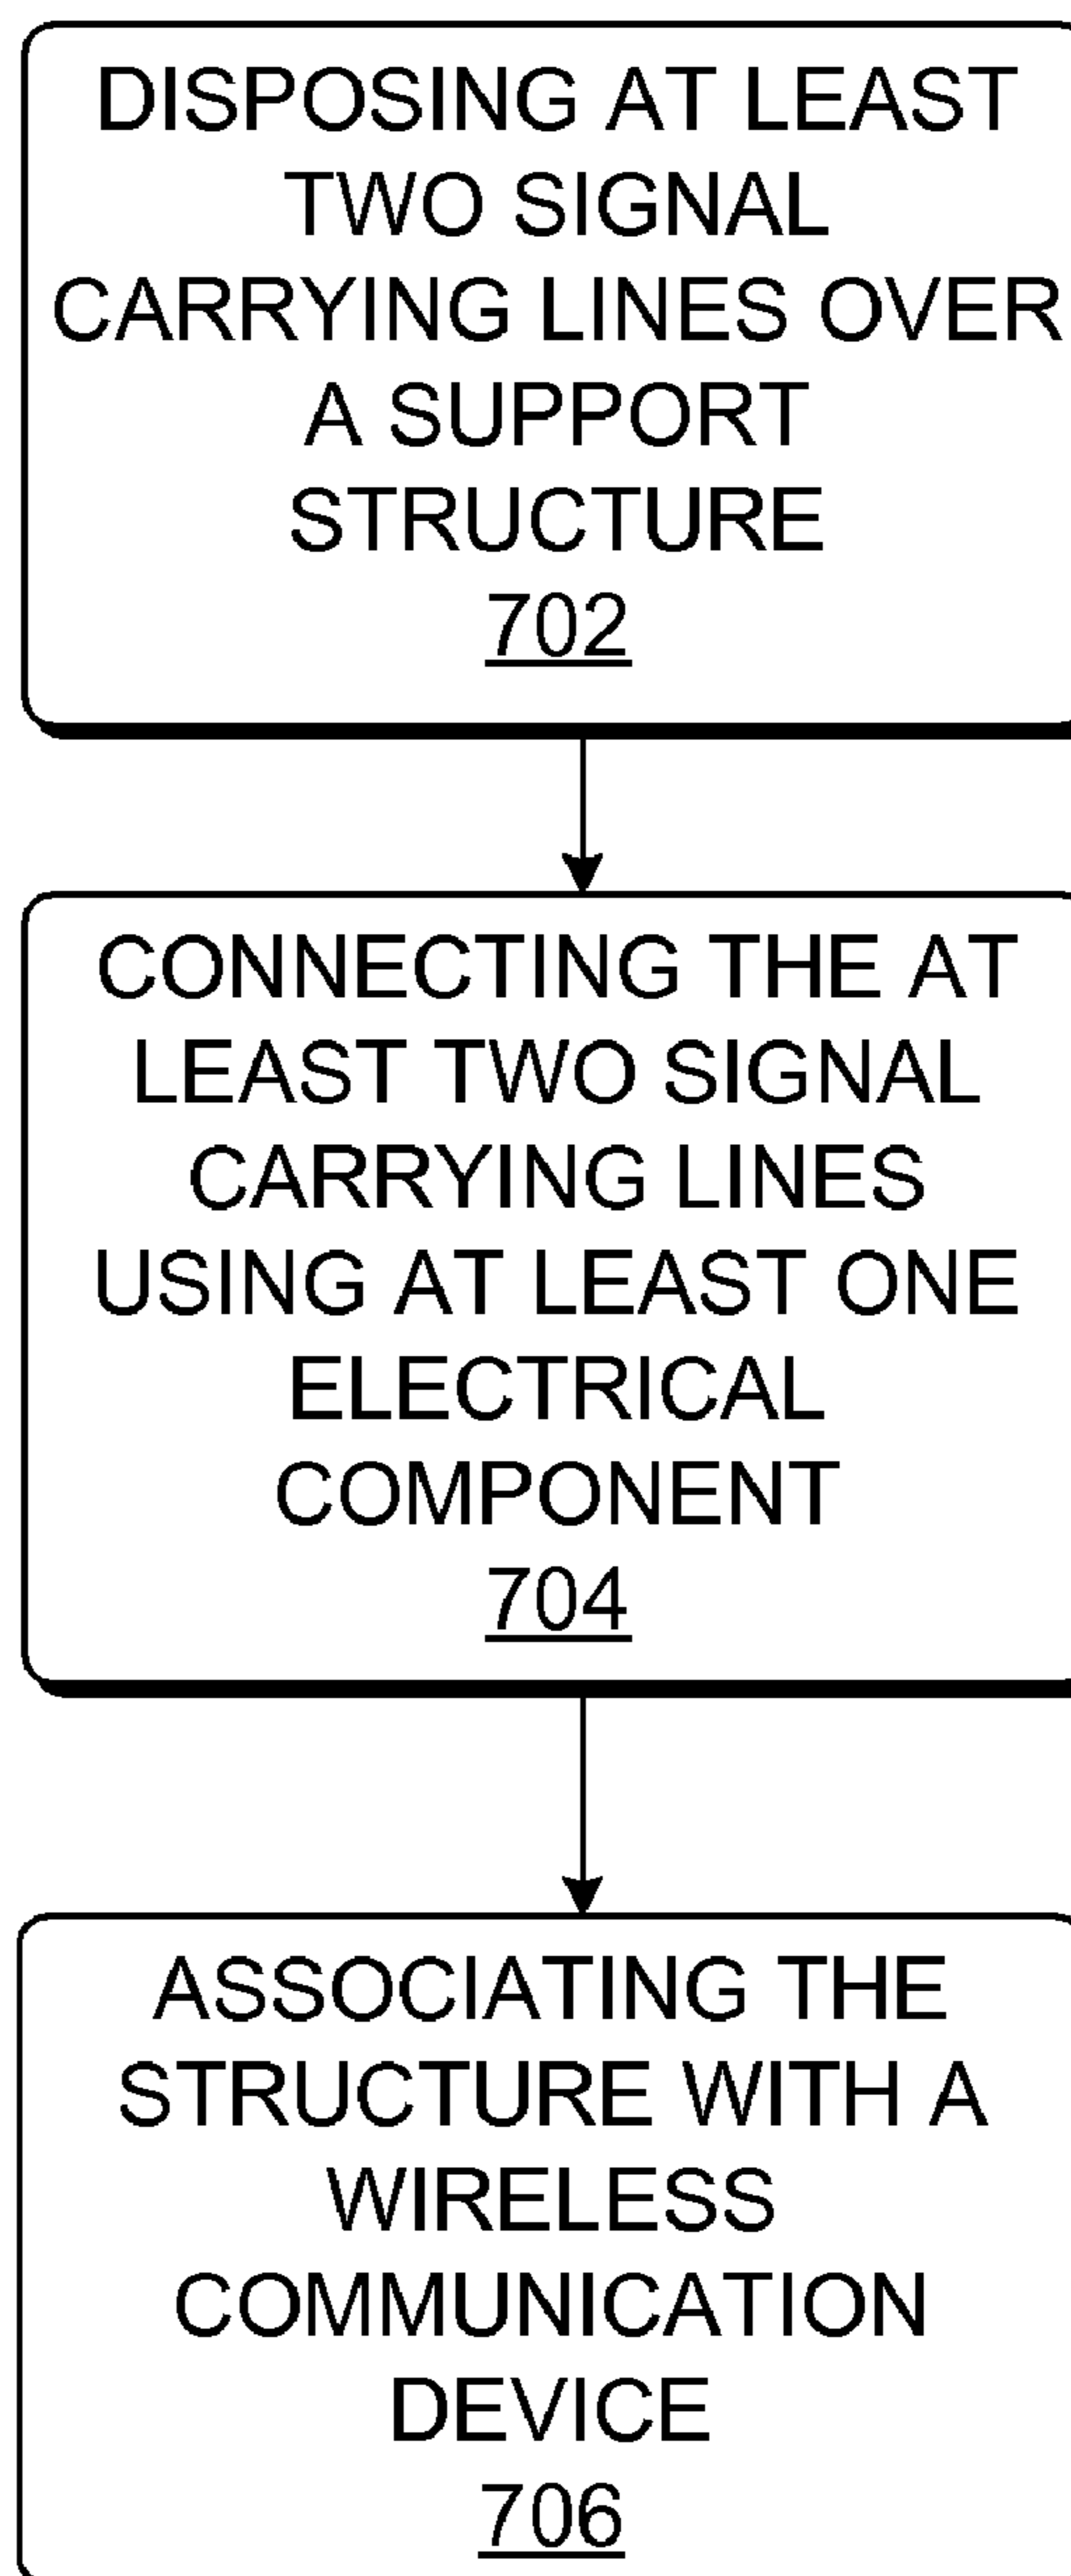 DISPOSING AT LEAST
TWO SIGNAL
CARRYING LINES OVER
A SUPPORT
STRUCTURE
702
CONNECTING THE AT
LEAST TWO SIGNAL
CARRYING LINES
USING AT LEAST ONE
ELECTRICAL
COMPONENT
704
ASSOCIATING THE
STRUCTURE WITH A
WIRELESS
COMMUNICATION
DEVICE
706